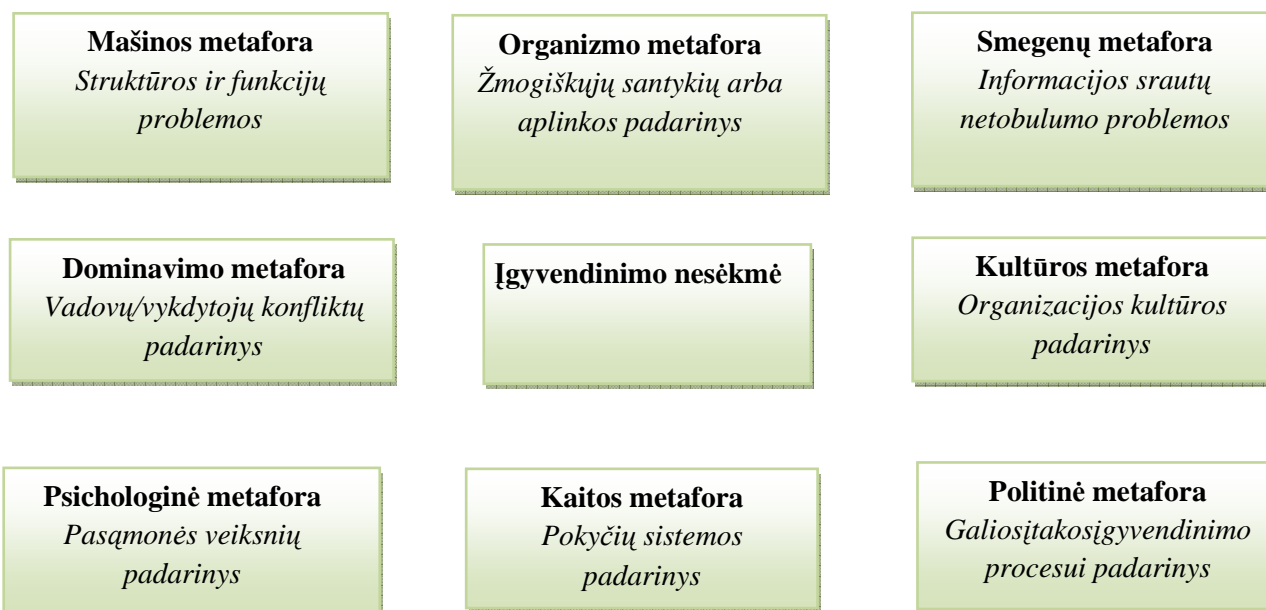 Mašinos metafora
Struktūros ir funkcijų
problemos
Organizmo metafora
Žmogiškųjų santykių arba
aplinkos padarinys
Smegenų metafora
Informacijos srautų
netobulumo problemos
Dominavimo metafora
Vadovų/vykdytojų konfliktų
padarinys
Įgyvendinimo nesėkmė
Kultūros metafora
Organizacijos kultūros
padarinys
Psichologinė metafora
Pasąmonės veiksnių
padarinys
Kaitos metafora
Pokyčių sistemos
padarinys
Politinė metafora
Galiosįtakosįgyvendinimo
procesui padarinys